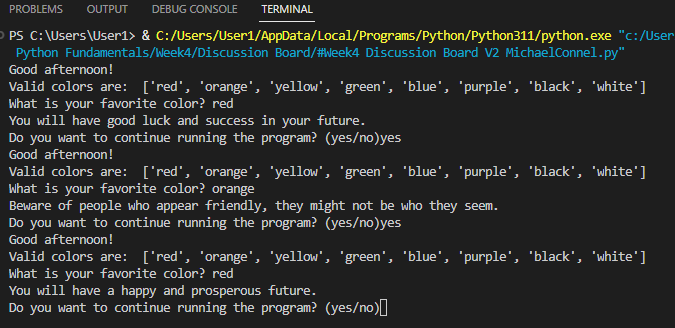 PROBLEMS OUTPUT DEBUG CONSOLE TERMINAL
PS C:\Users\User1> & C:/Users/User1/AppData/Local/Programs/Python/Python311/python.exe "c:/User
Python Fundamentals/Week4/Discussion Board/#Week4 Discussion Board V2 MichaelConnel.py"
Good afternoon!
Valid colors are:  ['red', 'orange', 'yellow', 'green', 'blue', 'purple', 'black', 'white']
What is your favorite color? red
You will have good luck and success in your future.
Do you want to continue running the program? (yes/no)yes
Good afternoon!
Valid colors are:  ['red', 'orange', 'yellow', 'green', 'blue', 'purple', 'black', 'white']
What is your favorite color? orange
Beware of people who appear friendly, they might not be who they seem.
Do you want to continue running the program? (yes/no)yes
Good afternoon!
Valid colors are:  ['red', 'orange', 'yellow', 'green', 'blue', 'purple', 'black', 'white']
What is your favorite color? red
You will have a happy and prosperous future.
Do you want to continue running the program? (yes/no)